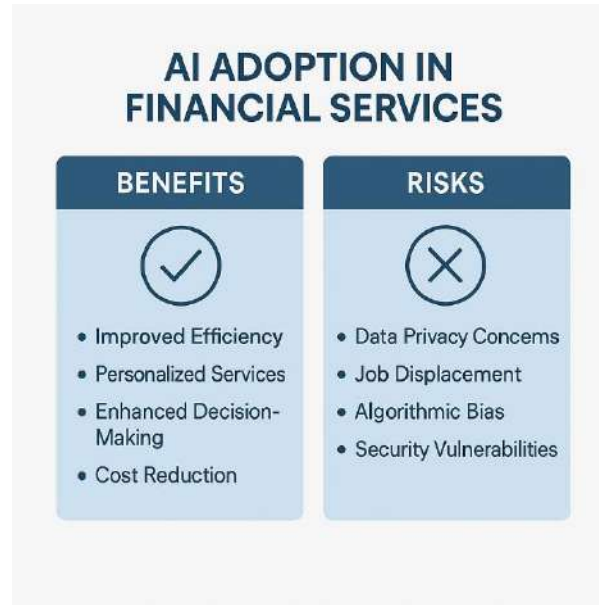 AI ADOPTION IN
FINANCIAL SERVICES
BENEFITS
• Improved Efficiency
• Personalized Services
• Enhanced Decision-
Making
• Cost Reduction
RISKS
• Data Privacy Concerns
• Job Displacement
• Algorithmic Bias
• Security Vulnerabilities